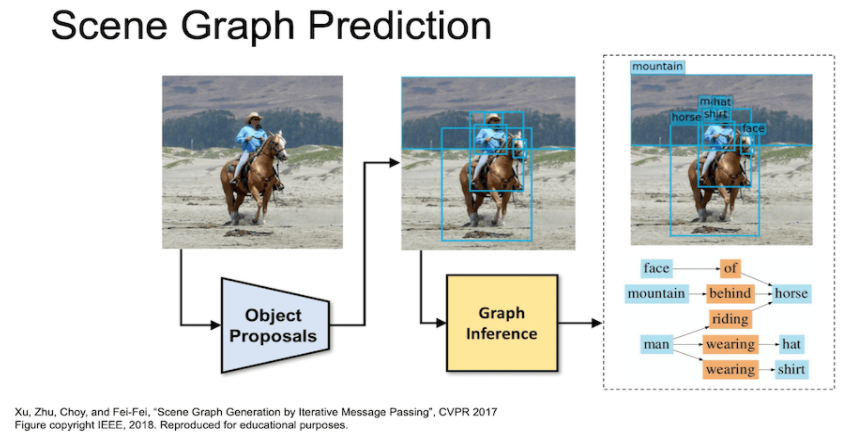 Scene Graph Prediction
mountain
hat
horse
shirt
face
Object
Proposals
Graph
Inference
face
of
mountain
behind
horse
riding
man
wearing
hat
wearing
shirt
Xu, Zhu, Choy, and Fei-Fei, “Scene Graph Generation by Iterative Message Passing”, CVPR 2017
Figure copyright IEEE, 2018. Reproduced for educational purposes.